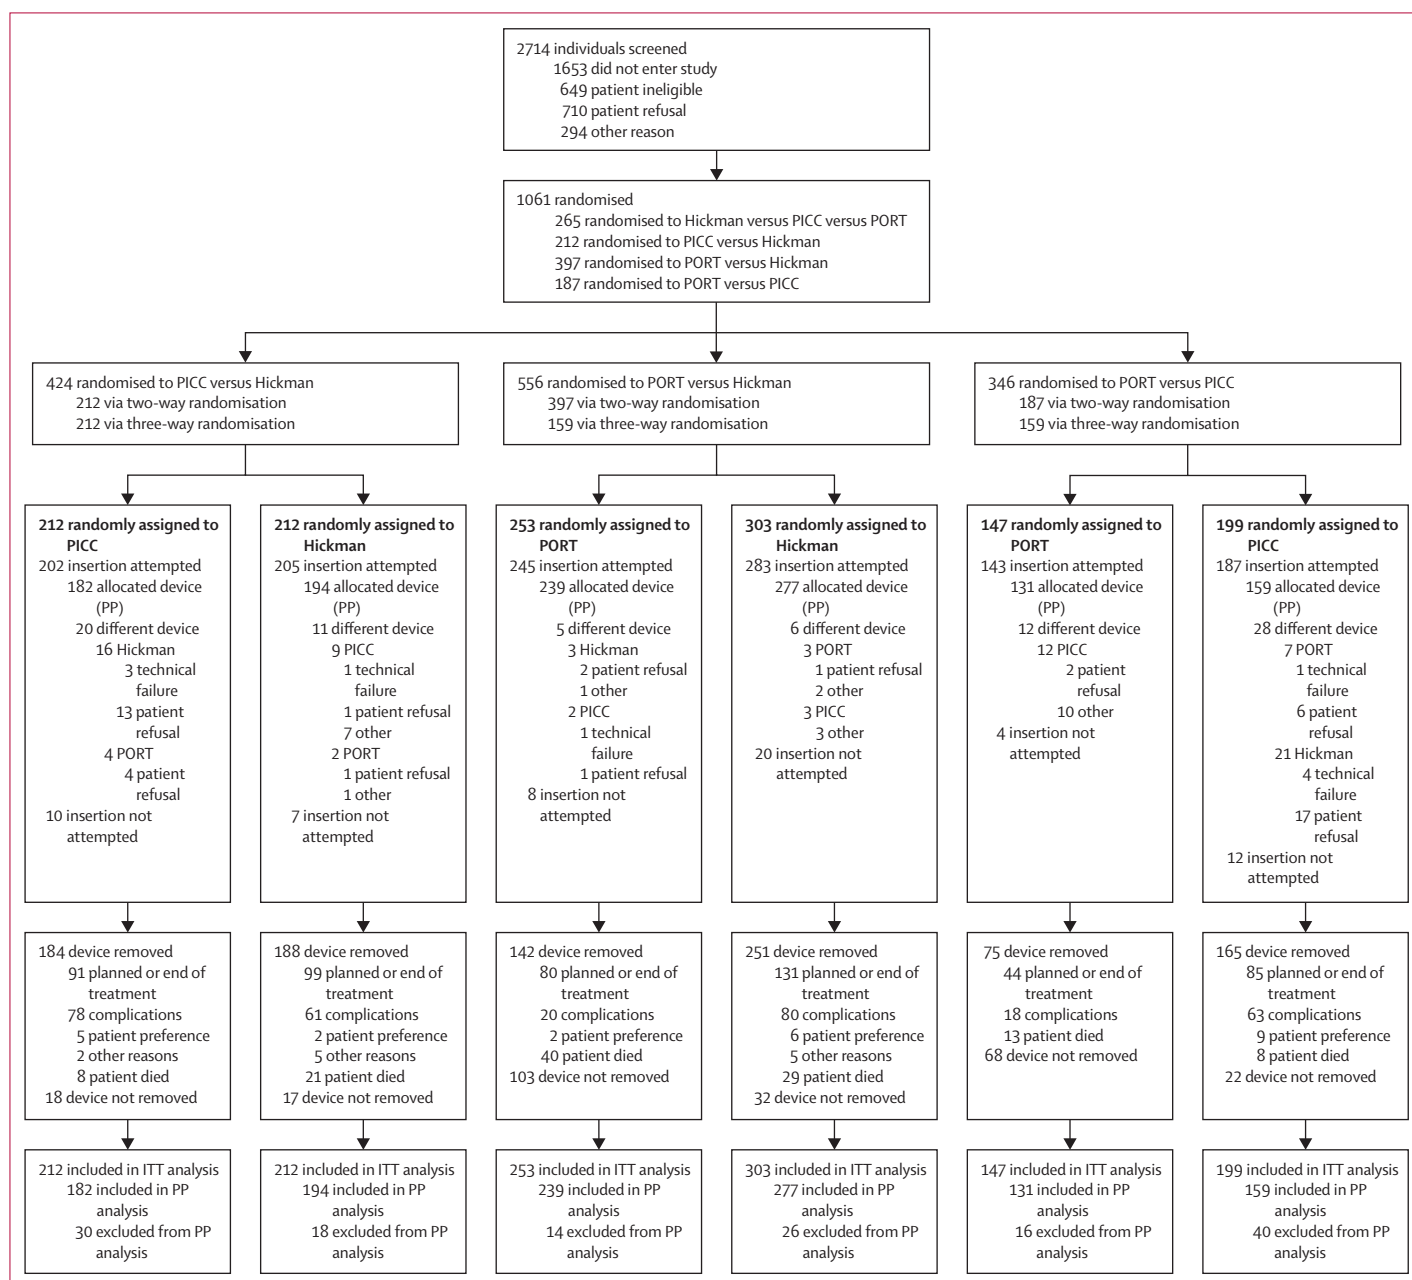 2714 individuals screened
1653 did not enter study
649 patient ineligible
710 patient refusal
294 other reason
1061 randomised
265 randomised to Hickman versus PICC versus PORT
212 randomised to PICC versus Hickman
397 randomised to PORT versus Hickman
187 randomised to PORT versus PICC
424 randomised to PICC versus Hickman
212 via two-way randomisation
212 via three-way randomisation
556 randomised to PORT versus Hickman
397 via two-way randomisation
159 via three-way randomisation
346 randomised to PORT versus PICC
187 via two-way randomisation
159 via three-way randomisation
212 randomly assigned to
PICC
202 insertion attempted
182 allocated device
(PP)
20 different device
16 Hickman
3 technical
failure
13 patient
refusal
4 PORT
4 patient
refusal
10 insertion not
attempted
212 randomly assigned to
Hickman
205 insertion attempted
194 allocated device
(PP)
11 different device
9 PICC
1 technical
failure
1 patient refusal
7 other
2 PORT
1 patient refusal
1 other
7 insertion not
attempted
253 randomly assigned to
PORT
245 insertion attempted
239 allocated device
(PP)
5 different device
3 Hickman
2 patient refusal
1 other
2 PICC
1 technical
failure
1 patient refusal
8 insertion not
attempted
303 randomly assigned to
Hickman
283 insertion attempted
277 allocated device
(PP)
6 different device
3 PORT
1 patient refusal
2 other
3 PICC
3 other
20 insertion not
attempted
147 randomly assigned to
PORT
143 insertion attempted
131 allocated device
(PP)
12 different device
12 PICC
2 patient
refusal
10 other
4 insertion not
attempted
199 randomly assigned to
PICC
187 insertion attempted
159 allocated device
(PP)
28 different device
7 PORT
1 technical
failure
6 patient
refusal
21 Hickman
4 technical
failure
17 patient
refusal
12 insertion not
attempted
184 device removed
91 planned or end of
treatment
78 complications
5 patient preference
2 other reasons
8 patient died
18 device not removed
188 device removed
99 planned or end of
treatment
61 complications
2 patient preference
5 other reasons
21 patient died
17 device not removed
142 device removed
80 planned or end of
treatment
20 complications
2 patient preference
40 patient died
103 device not removed
251 device removed
131 planned or end of
treatment
80 complications
6 patient preference
5 other reasons
29 patient died
32 device not removed
75 device removed
44 planned or end of
treatment
18 complications
13 patient died
68 device not removed
165 device removed
85 planned or end of
treatment
63 complications
9 patient preference
8 patient died
22 device not removed
212 included in ITT analysis
182 included in PP
analysis
30 excluded from PP
analysis
212 included in ITT analysis
194 included in PP
analysis
18 excluded from PP
analysis
253 included in ITT analysis
239 included in PP
analysis
14 excluded from PP
analysis
303 included in ITT analysis
277 included in PP
analysis
26 excluded from PP
analysis
147 included in ITT analysis
131 included in PP
analysis
16 excluded from PP
analysis
199 included in ITT analysis
159 included in PP
analysis
40 excluded from PP
analysis